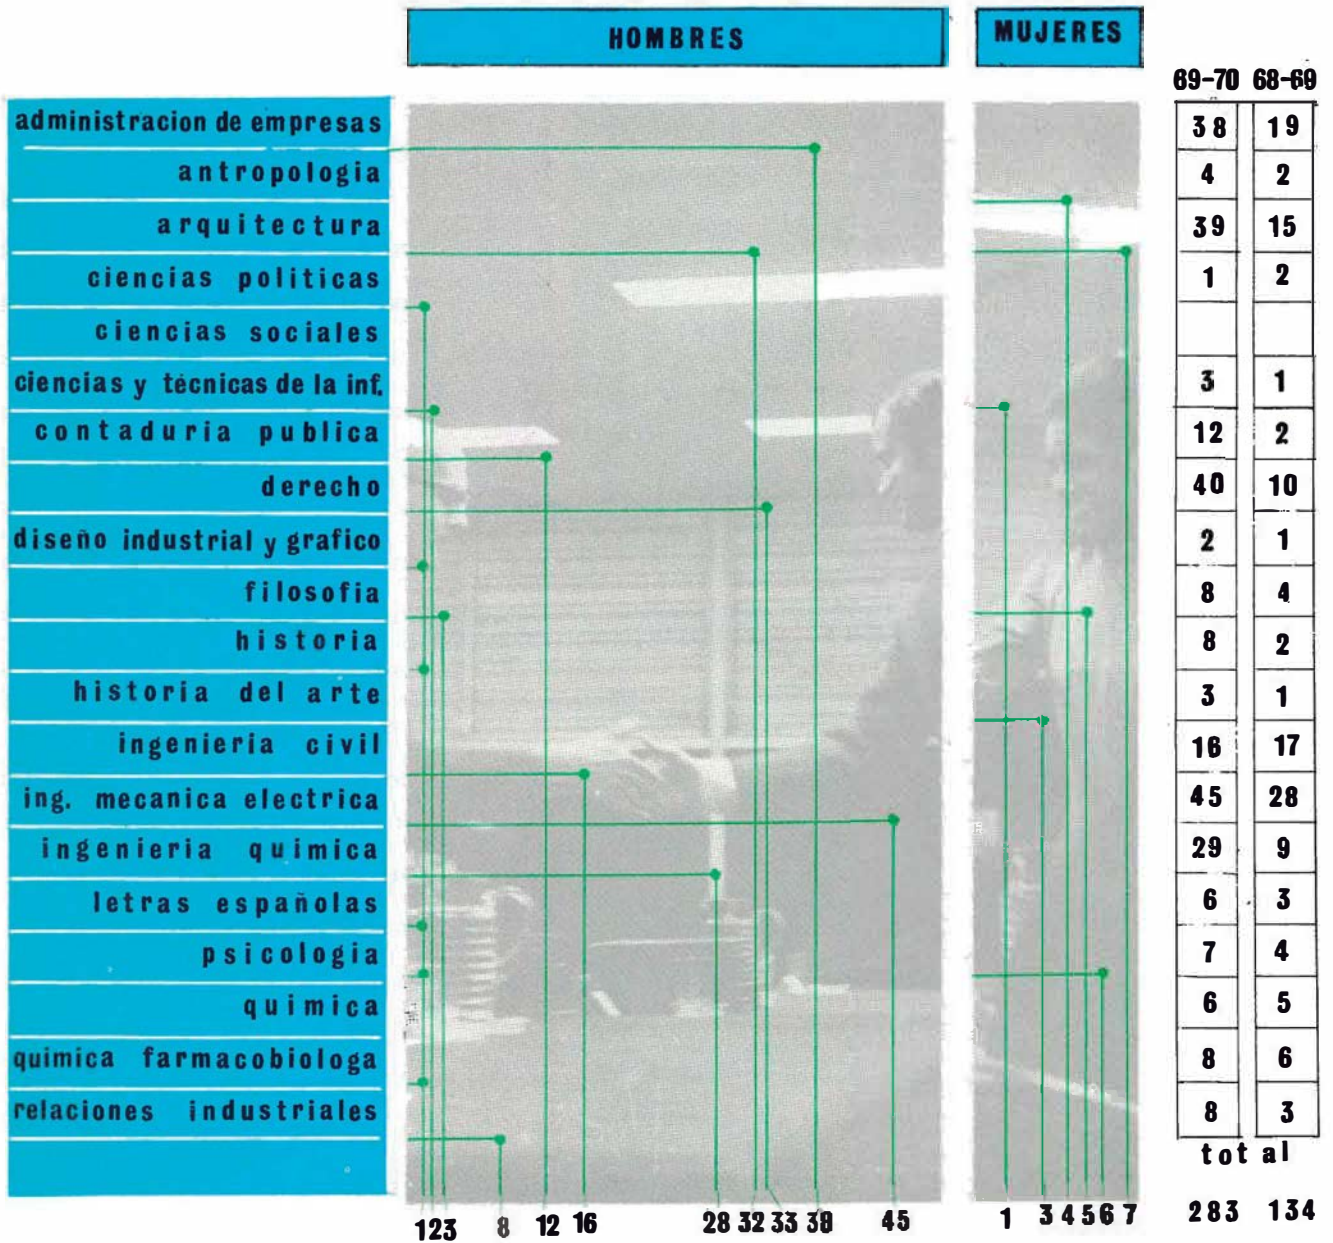 HOMBRES MUJERES
69-70 68-69
administracion de empresas 38 19
antropologia 4 2
arquitectura 39 15
ciencias politicas 1 2
ciencias sociales
ciencias y técnicas de la inf. 3 1
contaduria publica 12 2
derecho 40 10
diseño industrial y grafico 2 1
filosofia 8 4
historia 8 2
historia del arte 3 1
ingenieria civil 16 17
ing. mecanica electrica 45 28
ingenieria quimica 29 9
letras españolas 6 3
psicologia 7 4
quimica 6 5
quimica farmacobiologa 8 6
relaciones industriales 8 3
total
123 8 12 16 28 32 33 39 45 1 3 4 5 6 7 283 134